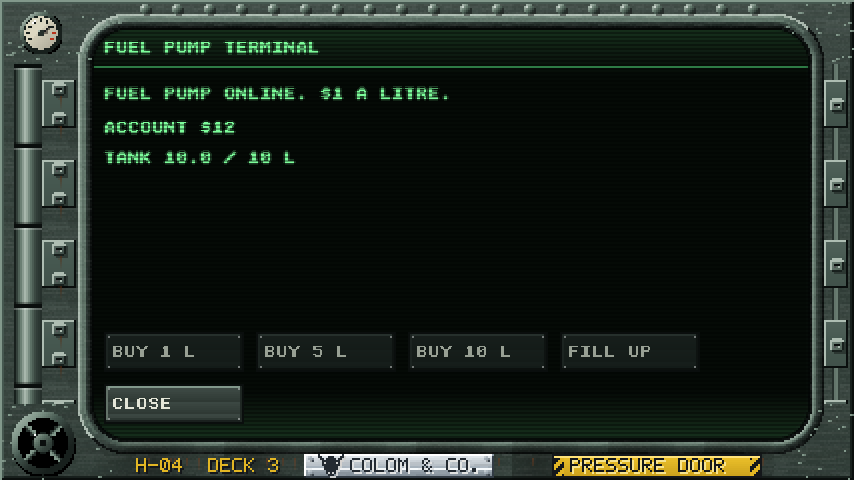 FUEL PUMP TERMINAL
FUEL PUMP ONLINE. $1 A LITRE.
ACCOUNT $12
TANK 10.0 / 10 L
BUY 1 L
BUY 5 L
BUY 10 L
FILL UP
CLOSE
H-04 DECK 3
COLOM & CO.
PRESSURE DOOR